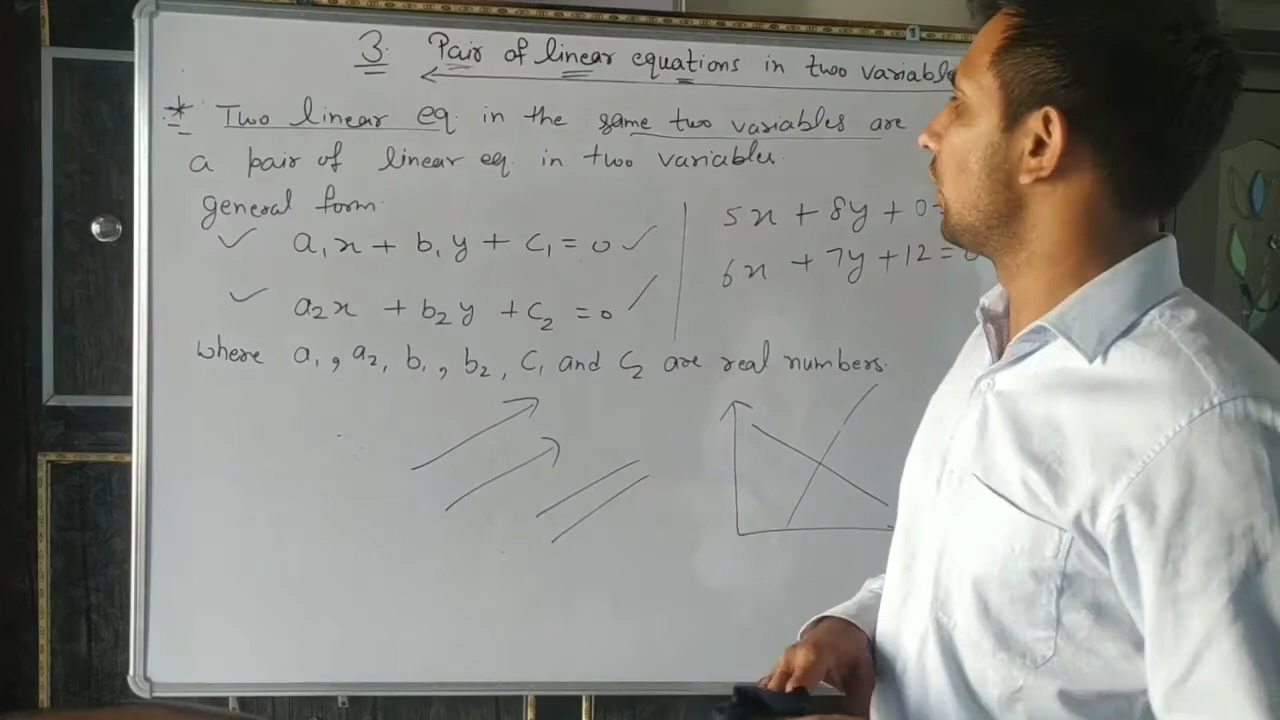 3. Pair of linear equations in two variable
* Two linear eq. in the same two variables are
a pair of linear eq. in two variables.
general form.
a₁x + b₁y + c₁ = 0
a₂x + b₂y + c₂ = 0
where a₁, a₂, b₁, b₂, c₁ and c₂ are real numbers.
5x + 8y + 0
6x + 7y + 12 = 0